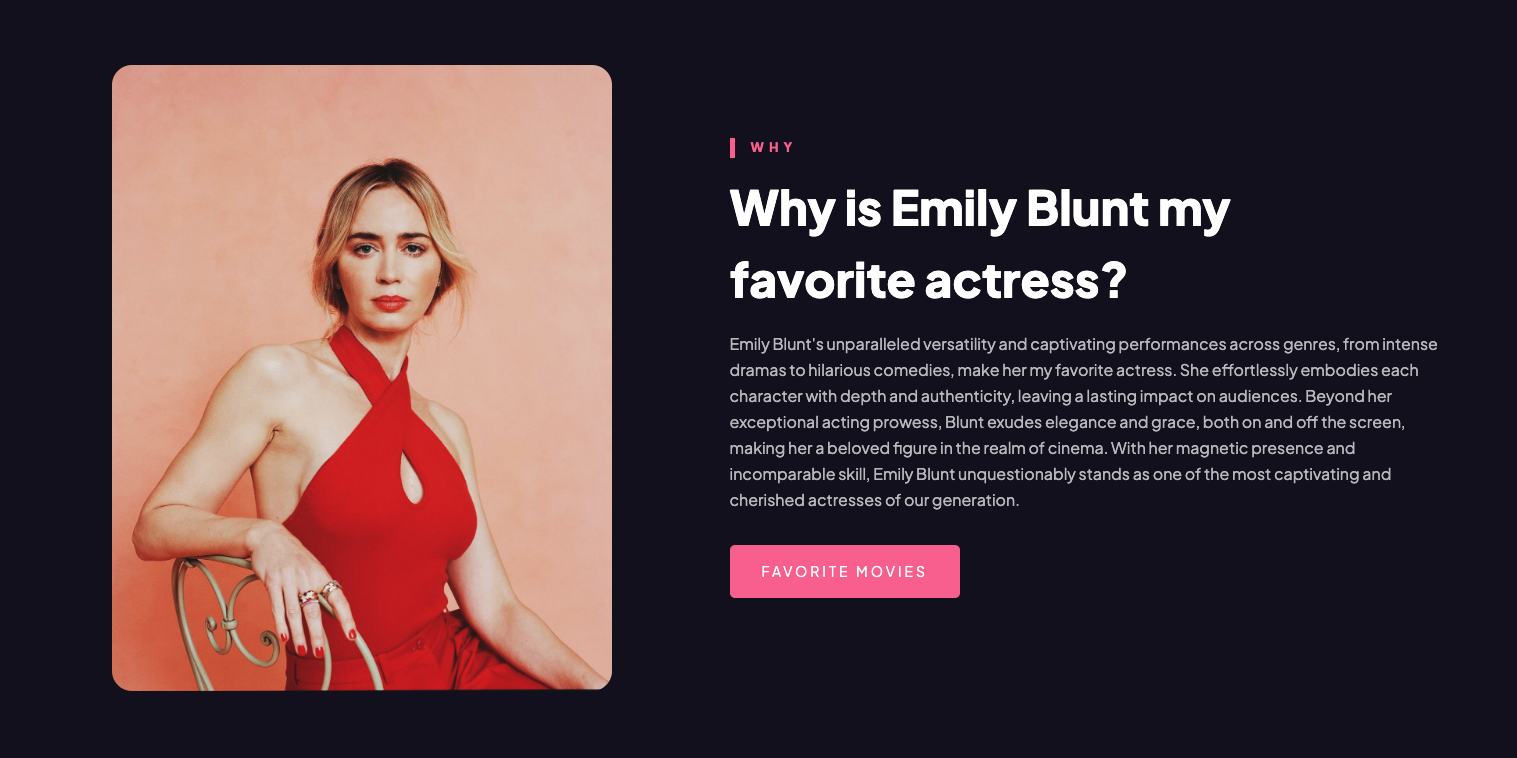 WHY
Why is Emily Blunt my
favorite actress?
Emily Blunt's unparalleled versatility and captivating performances across genres, from intense
dramas to hilarious comedies, make her my favorite actress. She effortlessly embodies each
character with depth and authenticity, leaving a lasting impact on audiences. Beyond her
exceptional acting prowess, Blunt exudes elegance and grace, both on and off the screen,
making her a beloved figure in the realm of cinema. With her magnetic presence and
incomparable skill, Emily Blunt unquestionably stands as one of the most captivating and
cherished actresses of our generation.
FAVORITE MOVIES